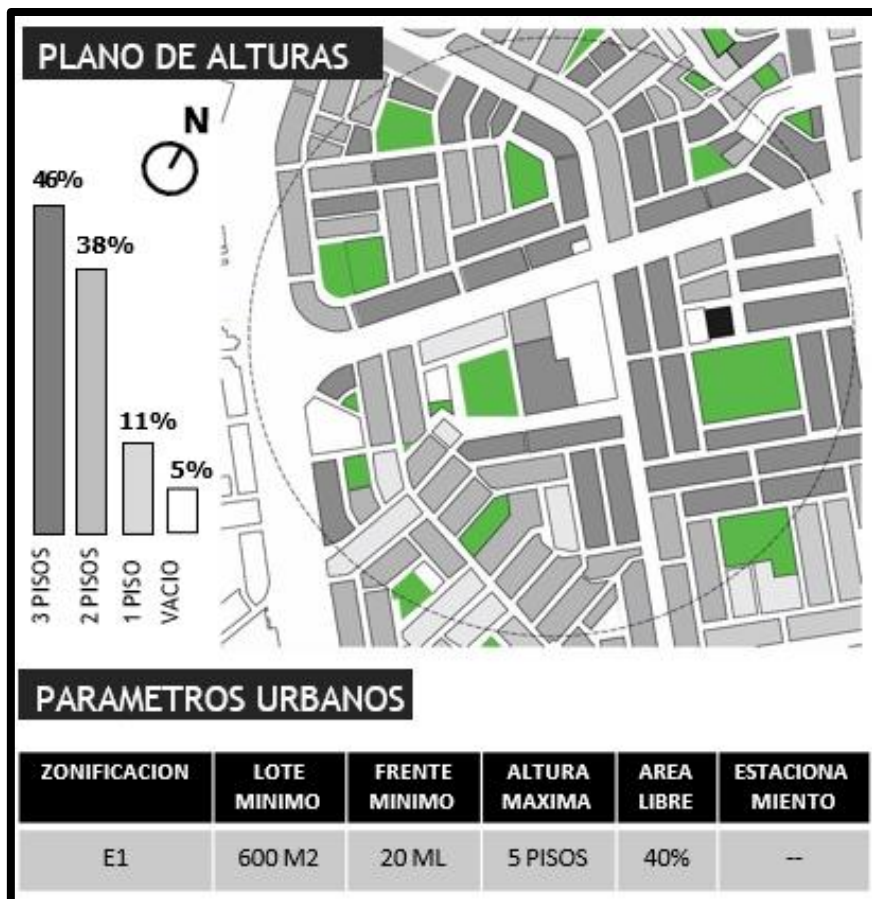 PLANO DE ALTURAS
N
46%
38%
11%
5%
3 PISOS
2 PISOS
1 PISO
VACIO
PARAMETROS URBANOS
ZONIFICACION LOTE MINIMO FRENTE MINIMO ALTURA MAXIMA AREA LIBRE ESTACIONA MIENTO
E1 600 M2 20 ML 5 PISOS 40% --